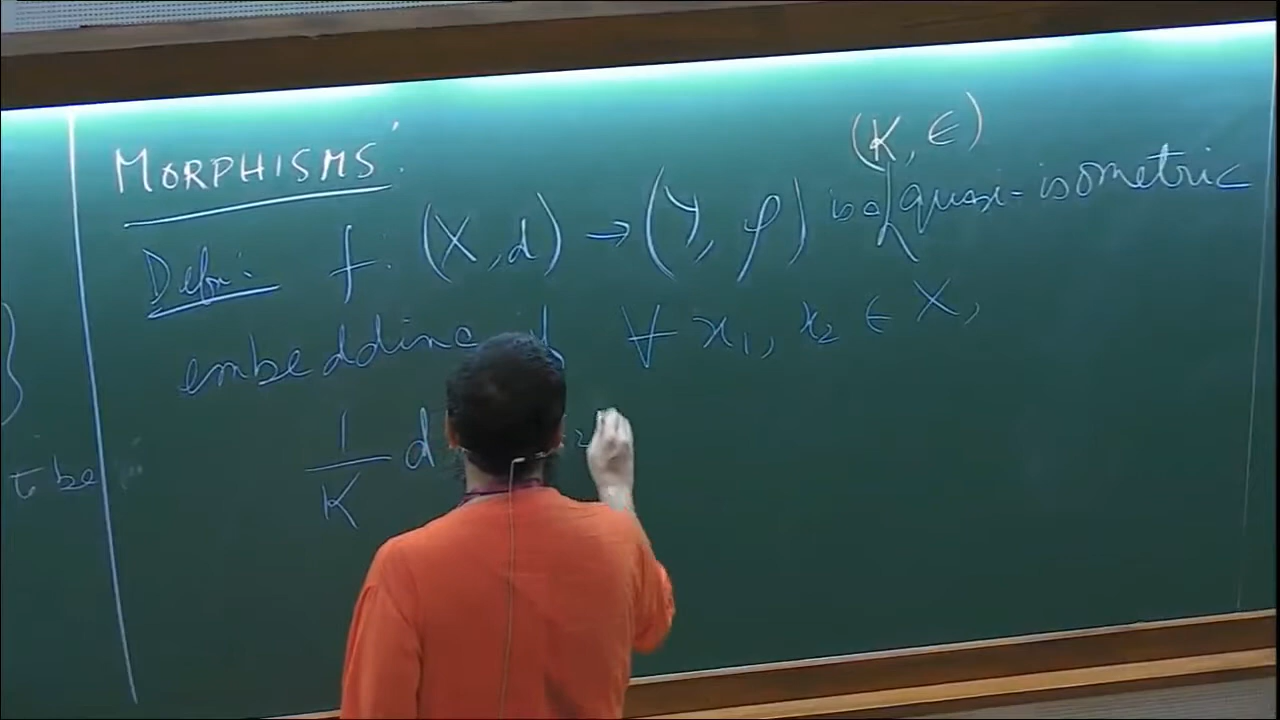 MORPHISMS:
(K, ∈)
Defn: f: (X, d) → (Y, ρ) is a quasi-isometric
embedding if ∀ x₁, x₂ ∈ X,
1/K d
to be